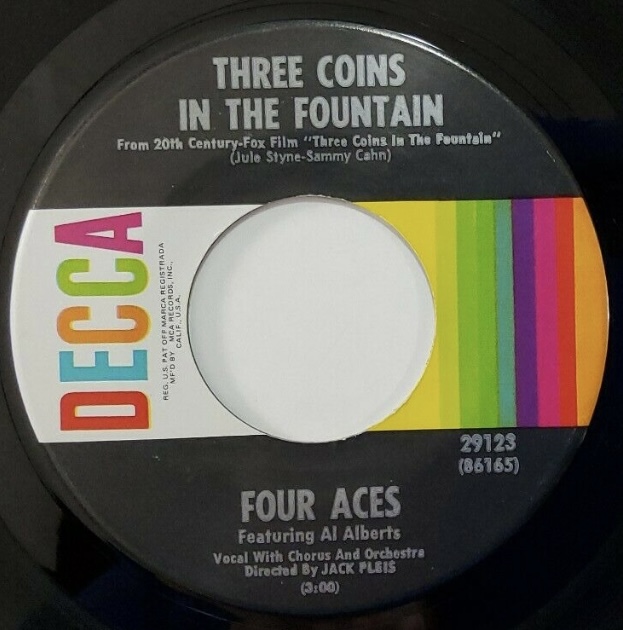 THREE COINS
IN THE FOUNTAIN
From 20th Century-Fox Film "Three Coins In The Fountain"
(Jule Styne-Sammy Cahn)
DECCA
REG. U.S. PAT OFF MARCA REGISTRADA
MF'D BY MCA RECORDS, INC.,
CALIF., U.S.A.
29123
(86165)
FOUR ACES
Featuring Al Alberts
Vocal With Chorus And Orchestra
Directed By JACK PLEIS
(3:00)